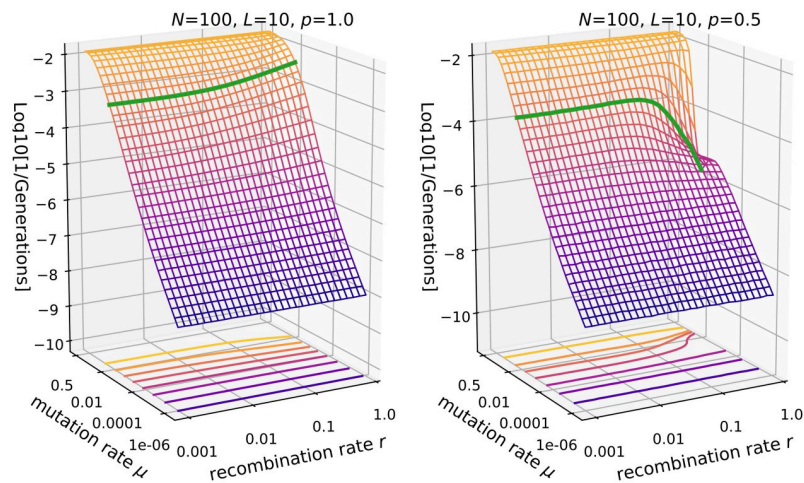 N=100, L=10, p=1.0
Log10[1/Generations]
−2
−3
−4
−5
−6
−7
−8
−9
−10
0.5
0.01
0.0001
1e-06
mutation rate μ
0.001
0.01
0.1
1.0
recombination rate r
N=100, L=10, p=0.5
Log10[1/Generations]
−2
−4
−6
−8
−10
0.5
0.01
0.0001
1e-06
mutation rate μ
0.001
0.01
0.1
1.0
recombination rate r